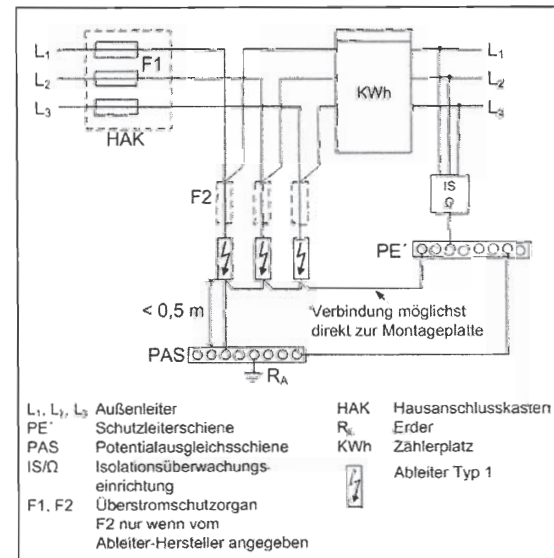 L₁
F1
L₂
L₃
HAK
KWh
L₁
L₂
L₃
F2
IS
Ω
PE´
< 0,5 m
Verbindung möglichst
direkt zur Montageplatte
PAS
R_A
L₁, L₂, L₃ Außenleiter
PE´ Schutzleiterschiene
PAS Potentialausgleichsschiene
IS/Ω Isolationsüberwachungs-
einrichtung
F1, F2 Überstromschutzorgan
F2 nur wenn vom
Ableiter-Hersteller angegeben
HAK Hausanschlusskasten
R_A Erder
KWh Zählerplatz
Ableiter Typ 1